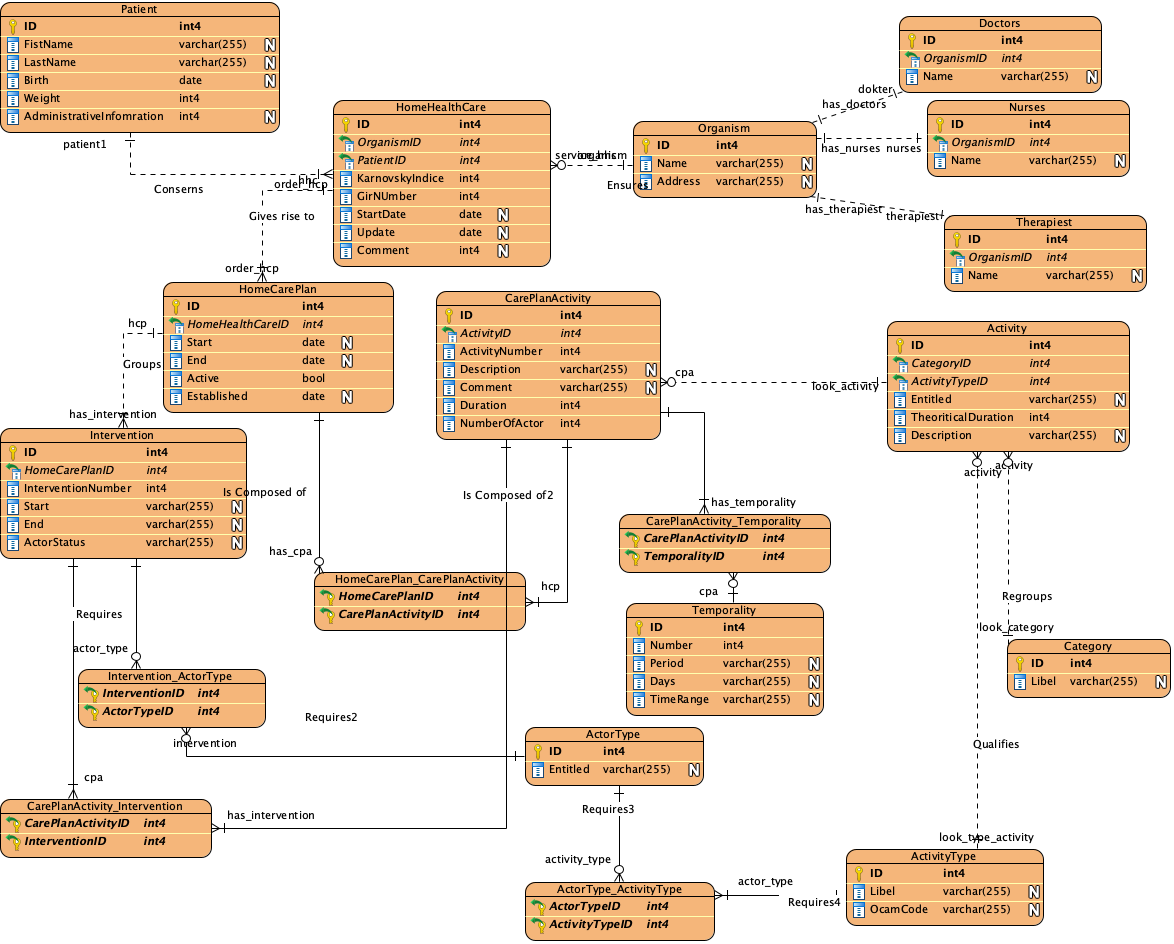 Patient
ID int4
FistName varchar(255) N
LastName varchar(255) N
Birth date N
Weight int4
AdministrativeInfomration int4 N
patient1
Conserns
HomeHealthCare
ID int4
OrganismID int4
PatientID int4
KarnovskyIndice int4
GirNUmber int4
StartDate date N
Update date N
Comment int4 N
Gives rise to
order_hcp
Organism
ID int4
Name varchar(255) N
Address varchar(255) N
Ensures
dokter
has_doctors
has_nurses nurses
has_therapiest therapiest
Doctors
ID int4
OrganismID int4
Name varchar(255) N
Nurses
ID int4
OrganismID int4
Name varchar(255) N
Therapiest
ID int4
OrganismID int4
Name varchar(255) N
HomeCarePlan
ID int4
HomeHealthCareID int4
Start date N
End date N
Active bool
Established date N
hcp
Groups
has_intervention
CarePlanActivity
ID int4
ActivityID int4
ActivityNumber int4
Description varchar(255) N
Comment varchar(255) N
Duration int4
NumberOfActor int4
cpa
look_activity
Activity
ID int4
CategoryID int4
ActivityTypeID int4
Entitled varchar(255) N
TheoriticalDuration int4
Description varchar(255) N
activity
activity
Intervention
ID int4
HomeCarePlanID int4
InterventionNumber int4
Start varchar(255) N
End varchar(255) N
ActorStatus varchar(255) N
Is Composed of
has_cpa
Is Composed of2
hcp
has_temporality
CarePlanActivity_Temporality
CarePlanActivityID int4
TemporalityID int4
cpa
HomeCarePlan_CarePlanActivity
HomeCarePlanID int4
CarePlanActivityID int4
Temporality
ID int4
Number int4
Period varchar(255) N
Days varchar(255) N
TimeRange varchar(255) N
Regroups
look_category
Category
ID int4
Libel varchar(255) N
Requires
actor_type
Intervention_ActorType
InterventionID int4
ActorTypeID int4
intervention
Requires2
ActorType
ID int4
Entitled varchar(255) N
Qualifies
cpa
CarePlanActivity_Intervention
CarePlanActivityID int4
InterventionID int4
has_intervention
Requires3
activity_type
ActorType_ActivityType
ActorTypeID int4
ActivityTypeID int4
actor_type
Requires4
look_type_activity
ActivityType
ID int4
Libel varchar(255) N
OcamCode varchar(255) N